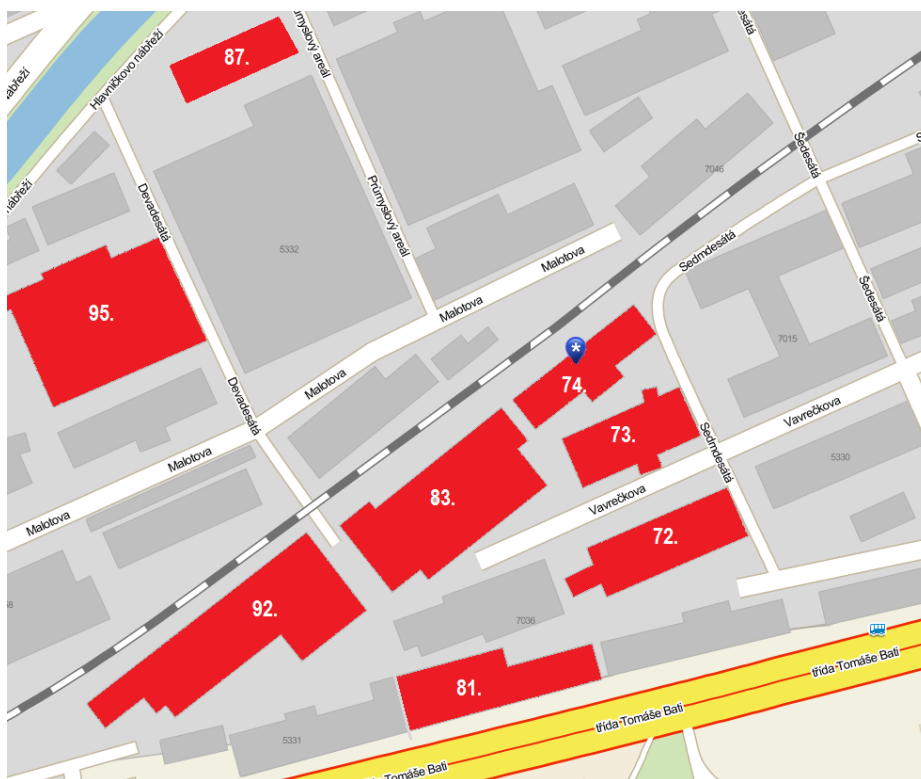 Šedesátá
87.
Průmyslový areál
Hlavničkovo nábřeží
nábřeží
7046
Šedesátá
Devadesátá
Průmyslový areál
nábřeží
Sedmdesátá
5332
Malotova
Šedesátá
95.
Malotova
*
7015
Malotova
74.
Devadesátá
Vavrečkova
73.
Sedmdesátá
5330
Malotova
83.
Vavrečkova
Malotova
72.
92.
7036
třída Tomáše Bati
81.
třída Tomáše Bati
5331
Tomáše Bati